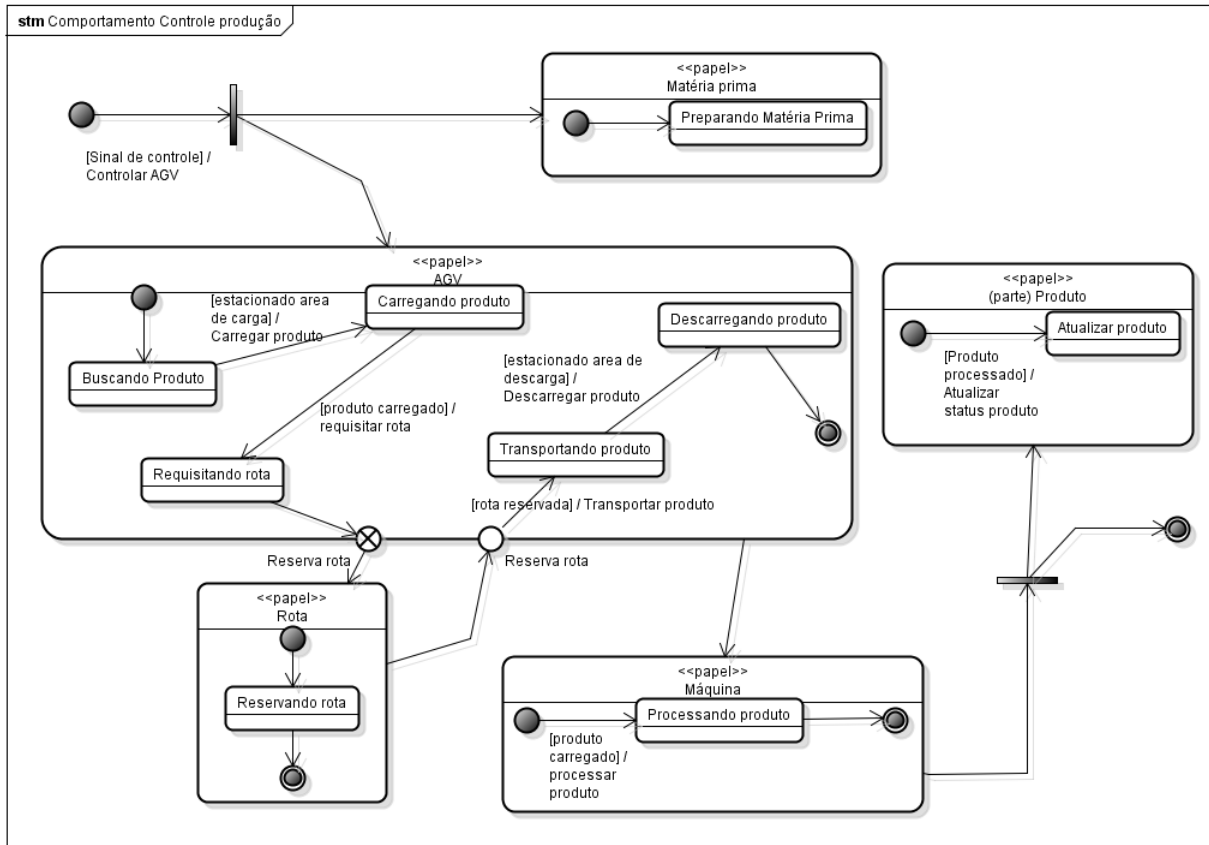 stm Comportamento Controle produção
<<papel>>
Matéria prima
Preparando Matéria Prima
[Sinal de controle] /
Controlar AGV
<<papel>>
AGV
[estacionado area
de carga] /
Carregar produto
Carregando produto
Buscando Produto
[produto carregado] /
requisitar rota
Requisitando rota
Descarregando produto
[estacionado area de
descarga] /
Descarregar produto
Transportando produto
[rota reservada] / Transportar produto
Reserva rota
Reserva rota
<<papel>>
(parte) Produto
Atualizar produto
[Produto
processado] /
Atualizar
status produto
<<papel>>
Rota
Reservando rota
<<papel>>
Máquina
Processando produto
[produto
carregado] /
processar
produto